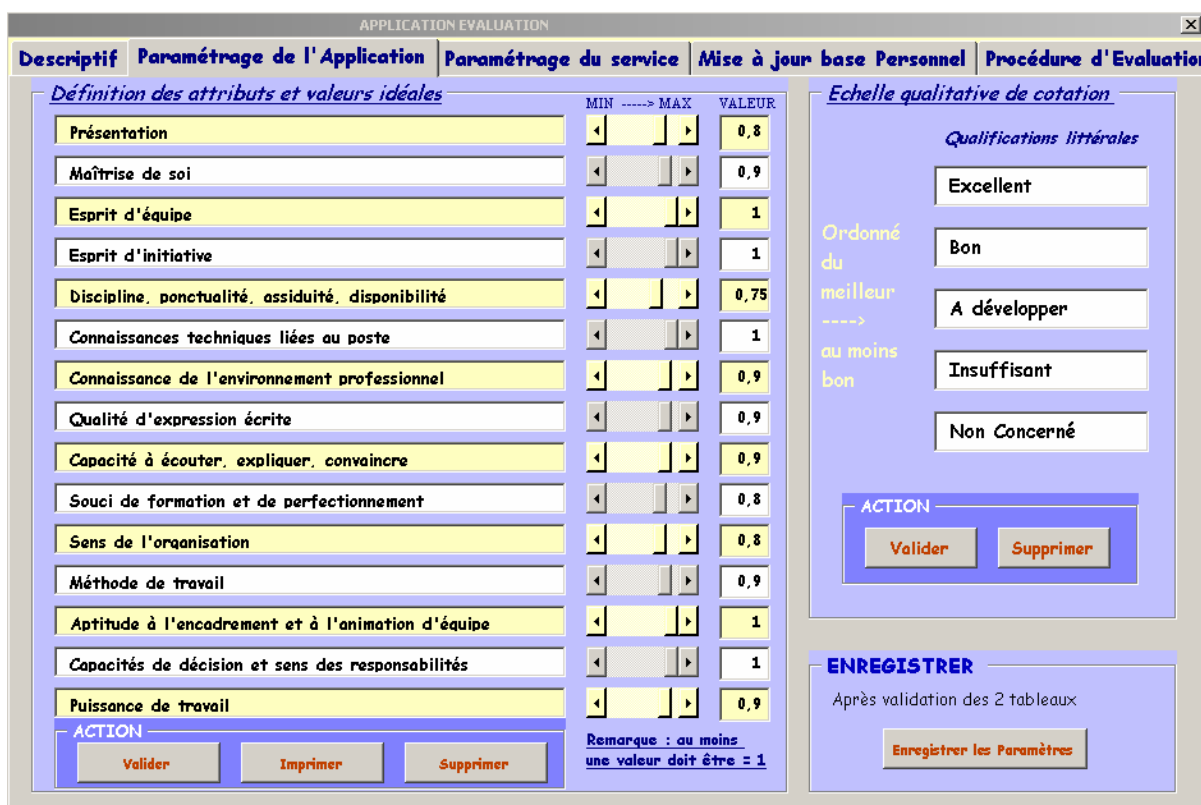 APPLICATION EVALUATION
Descriptif Paramétrage de l'Application Paramétrage du service Mise à jour base Personnel Procédure d'Evaluation
Définition des attributs et valeurs idéales
MIN -----> MAX VALEUR
Présentation 0,8
Maîtrise de soi 0,9
Esprit d'équipe 1
Esprit d'initiative 1
Discipline, ponctualité, assiduité, disponibilité 0,75
Connaissances techniques liées au poste 1
Connaissance de l'environnement professionnel 0,9
Qualité d'expression écrite 0,9
Capacité à écouter, expliquer, convaincre 0,9
Souci de formation et de perfectionnement 0,8
Sens de l'organisation 0,8
Méthode de travail 0,9
Aptitude à l'encadrement et à l'animation d'équipe 1
Capacités de décision et sens des responsabilités 1
Puissance de travail 0,9
ACTION
Valider Imprimer Supprimer
Remarque : au moins
une valeur doit être = 1
Echelle qualitative de cotation
Qualifications littérales
Ordonné
du
meilleur
---->
au moins
bon
Excellent
Bon
A développer
Insuffisant
Non Concerné
ACTION
Valider Supprimer
ENREGISTRER
Après validation des 2 tableaux
Enregistrer les Paramètres